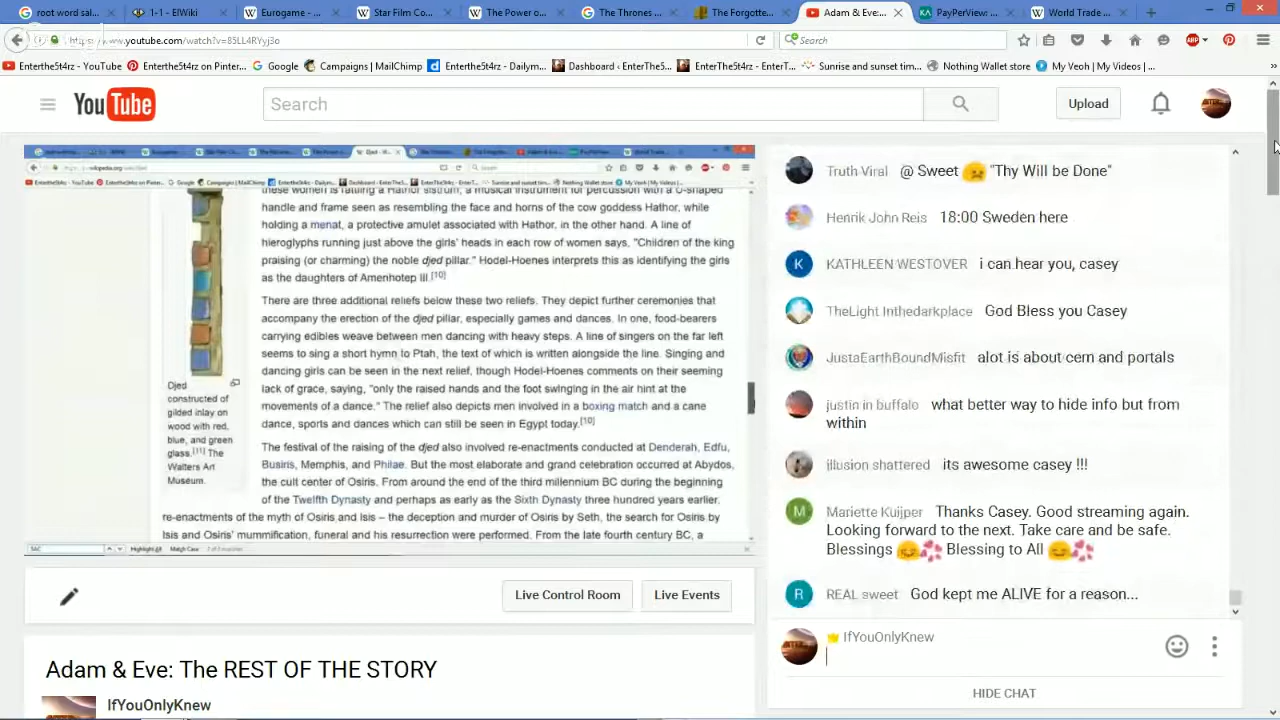 root word sal...
1-1 - ElWiki
Eurogame - ...
Star Film Co...
The Power o...
The Thrones ...
The Forgotte...
Adam & Eve...
PayPerView: ...
World Trade ...
https://www.youtube.com/watch?v=85LL4RYyj3o
Search
ABP
Enterthe5t4rz - YouTube
Enterthe5t4rz on Pinter...
Google
Campaigns | MailChimp
Enterthe5t4rz - Dailym...
Dashboard ‹ EnterThe5...
EnterThe5t4rz - EnterT...
Sunrise and sunset tim...
Nothing Wallet store
My Veoh | My Videos | ...
YouTube
Search
Upload
these women is raising a musical instrument for percussion with a U-shaped
handle and frame seen as resembling the face and horns of the cow goddess Hathor, while
holding a menat, a protective amulet associated with Hathor, in the other hand. A line of
hieroglyphs running just above the girls' heads in each row of women says, "Children of the king
praising (or charming) the noble djed pillar." Hodel-Hoenes interprets this as identifying the girls
as the daughters of Amenhotep III.[10]
There are three additional reliefs below these two reliefs. They depict further ceremonies that
accompany the erection of the djed pillar, especially games and dances. In one, food-bearers
carrying edibles weave between men dancing with heavy steps. A line of singers on the far left
seems to sing a short hymn to Ptah, the text of which is written alongside the line. Singing and
dancing girls can be seen in the next relief, though Hodel-Hoenes comments on their seeming
lack of grace, saying, "only the raised hands and the foot swinging in the air hint at the
movements of a dance." The relief also depicts men involved in a boxing match and a cane
dance, sports and dances which can still be seen in Egypt today.[10]
The festival of the raising of the djed also involved re-enactments conducted at Denderah, Edfu,
Busiris, Memphis, and Philae. But the most elaborate and grand celebration occurred at Abydos,
the cult center of Osiris. From around the end of the third millennium BC during the beginning
of the Twelfth Dynasty and perhaps as early as the Sixth Dynasty three hundred years earlier,
re-enactments of the myth of Osiris and Isis – the deception and murder of Osiris by Seth, the search for Osiris by
Isis and Osiris' mummification, funeral and his resurrection were performed. From the late fourth century BC, a
Djed
constructed of
gilded inlay on
wood with red,
blue, and green
glass.[11] The
Walters Art
Museum.
Highlight All
Match Case
Live Control Room
Live Events
Adam & Eve: The REST OF THE STORY
IfYouOnlyKnew
Truth Viral @ Sweet "Thy Will be Done"
Henrik John Reis 18:00 Sweden here
K KATHLEEN WESTOVER i can hear you, casey
TheLight Inthedarkplace God Bless you Casey
JustaEarthBoundMisfit alot is about cern and portals
justin in buffalo what better way to hide info but from
within
illusion shattered its awesome casey !!!
M Mariette Kuijper Thanks Casey. Good streaming again.
Looking forward to the next. Take care and be safe.
Blessings Blessing to All
R REAL sweet God kept me ALIVE for a reason...
IfYouOnlyKnew
HIDE CHAT